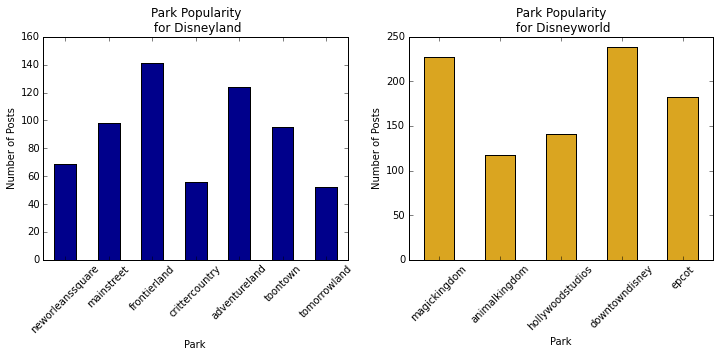 Park Popularity
for Disneyland
160
140
120
100
80
60
40
20
0
Number of Posts
neworleanssquare
mainstreet
frontierland
crittercountry
adventureland
toontown
tomorrowland
Park
Park Popularity
for Disneyworld
250
200
150
100
50
0
Number of Posts
magickingdom
animalkingdom
hollywoodstudios
downtowndisney
epcot
Park